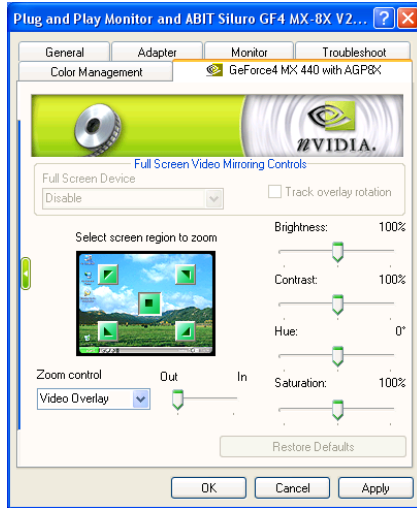 Plug and Play Monitor and ABIT Siluro GF4 MX-8X V2...
General Adapter Monitor Troubleshoot
Color Management GeForce4 MX 440 with AGP8X
nVIDIA.
Full Screen Video Mirroring Controls
Full Screen Device
Disable
Track overlay rotation
Select screen region to zoom
Brightness: 100%
Contrast: 100%
Hue: 0°
Saturation: 100%
Zoom control Out In
Video Overlay
Restore Defaults
OK Cancel Apply